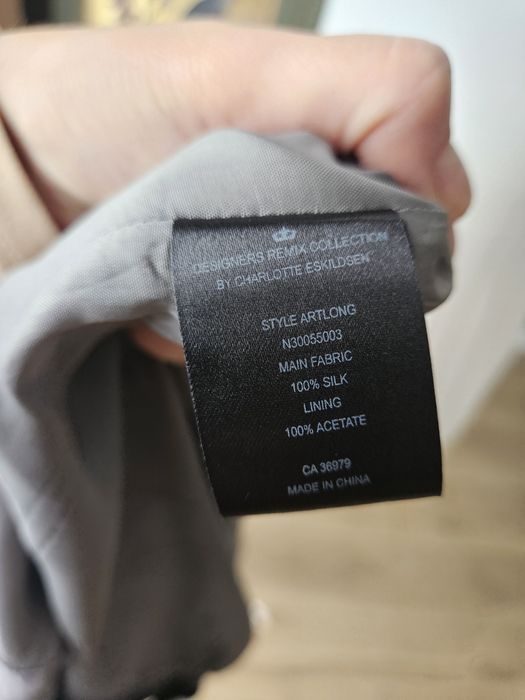 DESIGNERS REMIX COLLECTION
BY CHARLOTTE ESKILDSEN
STYLE ARTLONG
N30055003
MAIN FABRIC
100% SILK
LINING
100% ACETATE
CA 36979
MADE IN CHINA